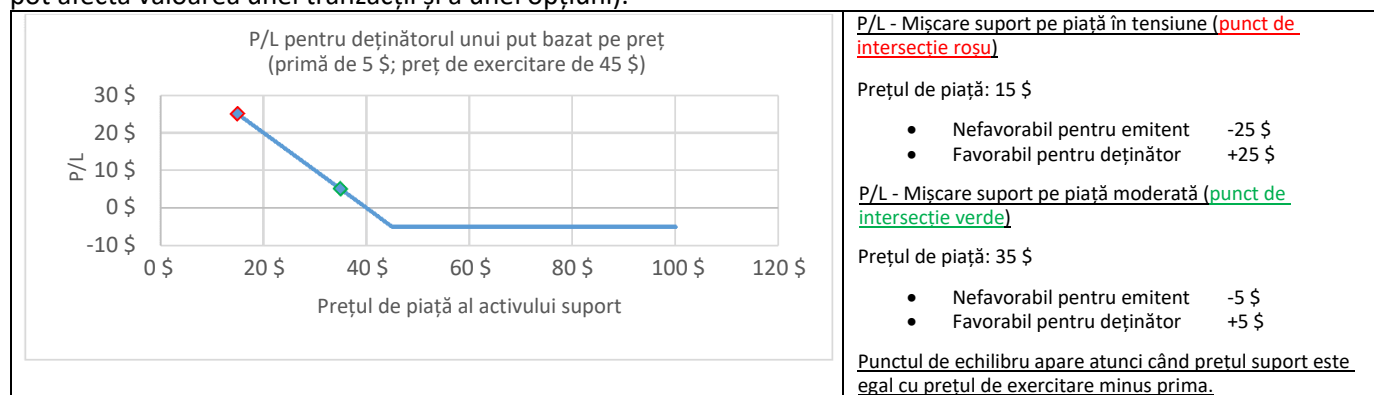 pot afecta valoarea unei tranzacții și a unei opțiuni).
P/L pentru deținătorul unui put bazat pe preț
(primă de 5 $; preț de exercitare de 45 $)
30 $
20 $
10 $
0 $
-10 $
P/L
0 $ 20 $ 40 $ 60 $ 80 $ 100 $ 120 $
Prețul de piață al activului suport
P/L - Mișcare suport pe piață în tensiune (punct de
intersecție roșu)
Prețul de piață: 15 $
• Nefavorabil pentru emitent -25 $
• Favorabil pentru deținător +25 $
P/L - Mișcare suport pe piață moderată (punct de
intersecție verde)
Prețul de piață: 35 $
• Nefavorabil pentru emitent -5 $
• Favorabil pentru deținător +5 $
Punctul de echilibru apare atunci când prețul suport este
egal cu prețul de exercitare minus prima.